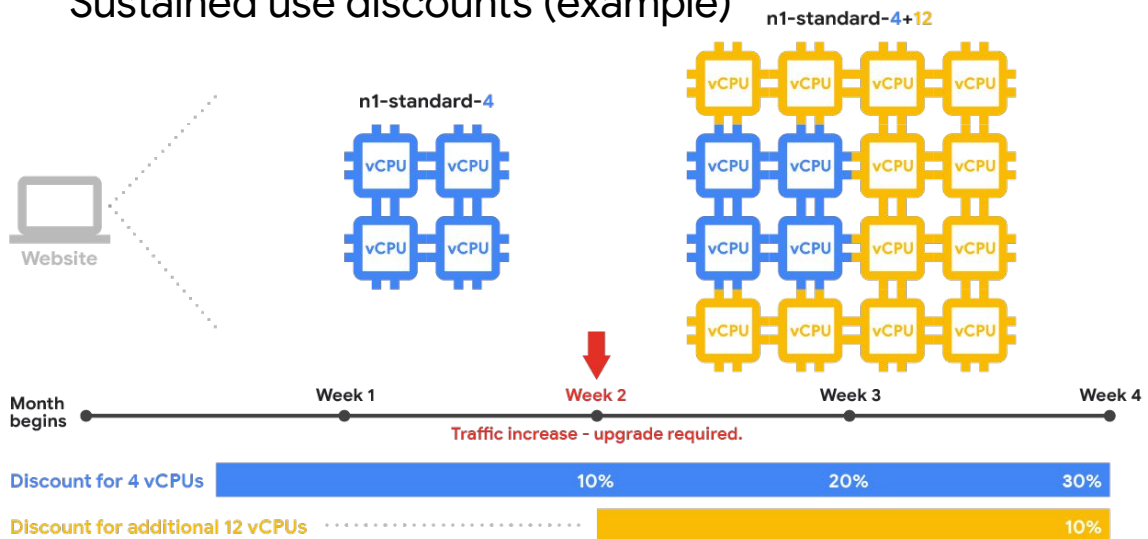 Sustained use discounts (example)
n1-standard-4+12
n1-standard-4
vCPU vCPU vCPU vCPU
vCPU vCPU
vCPU vCPU vCPU vCPU
vCPU vCPU
vCPU vCPU vCPU vCPU
vCPU vCPU vCPU vCPU
Website
Month begins
Week 1
Week 2
Week 3
Week 4
Traffic increase - upgrade required.
Discount for 4 vCPUs
10%
20%
30%
Discount for additional 12 vCPUs
10%